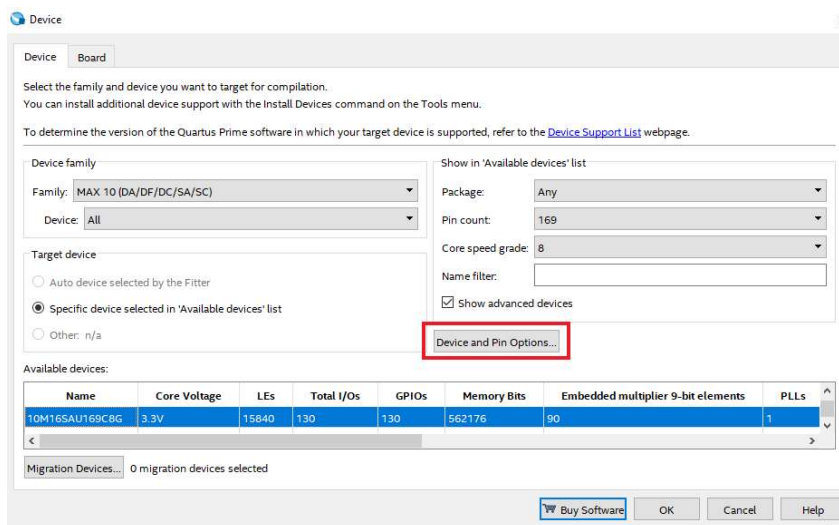 Device
Device Board
Select the family and device you want to target for compilation.
You can install additional device support with the Install Devices command on the Tools menu.
To determine the version of the Quartus Prime software in which your target device is supported, refer to the Device Support List webpage.
Device family
Family: MAX 10 (DA/DF/DC/SA/SC)
Device: All
Show in 'Available devices' list
Package: Any
Pin count: 169
Core speed grade: 8
Name filter:
Show advanced devices
Target device
Auto device selected by the Fitter
Specific device selected in 'Available devices' list
Other: n/a
Device and Pin Options...
Available devices:
Name Core Voltage LEs Total I/Os GPIOs Memory Bits Embedded multiplier 9-bit elements PLLs
10M16SAU169C8G 3.3V 15840 130 130 562176 90 1
Migration Devices... 0 migration devices selected
Buy Software OK Cancel Help